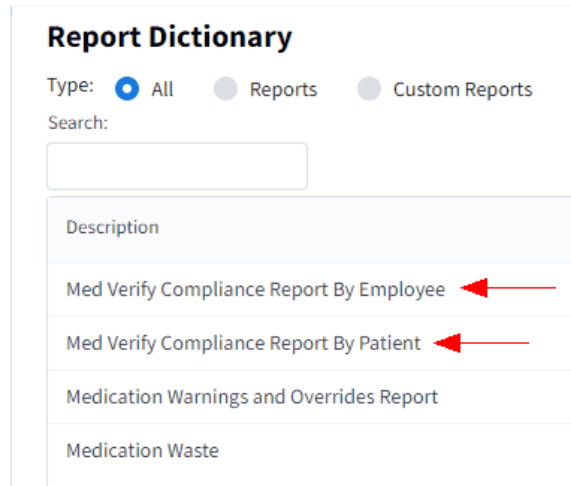 Report Dictionary
Type: All Reports Custom Reports
Search:
Description
Med Verify Compliance Report By Employee
Med Verify Compliance Report By Patient
Medication Warnings and Overrides Report
Medication Waste